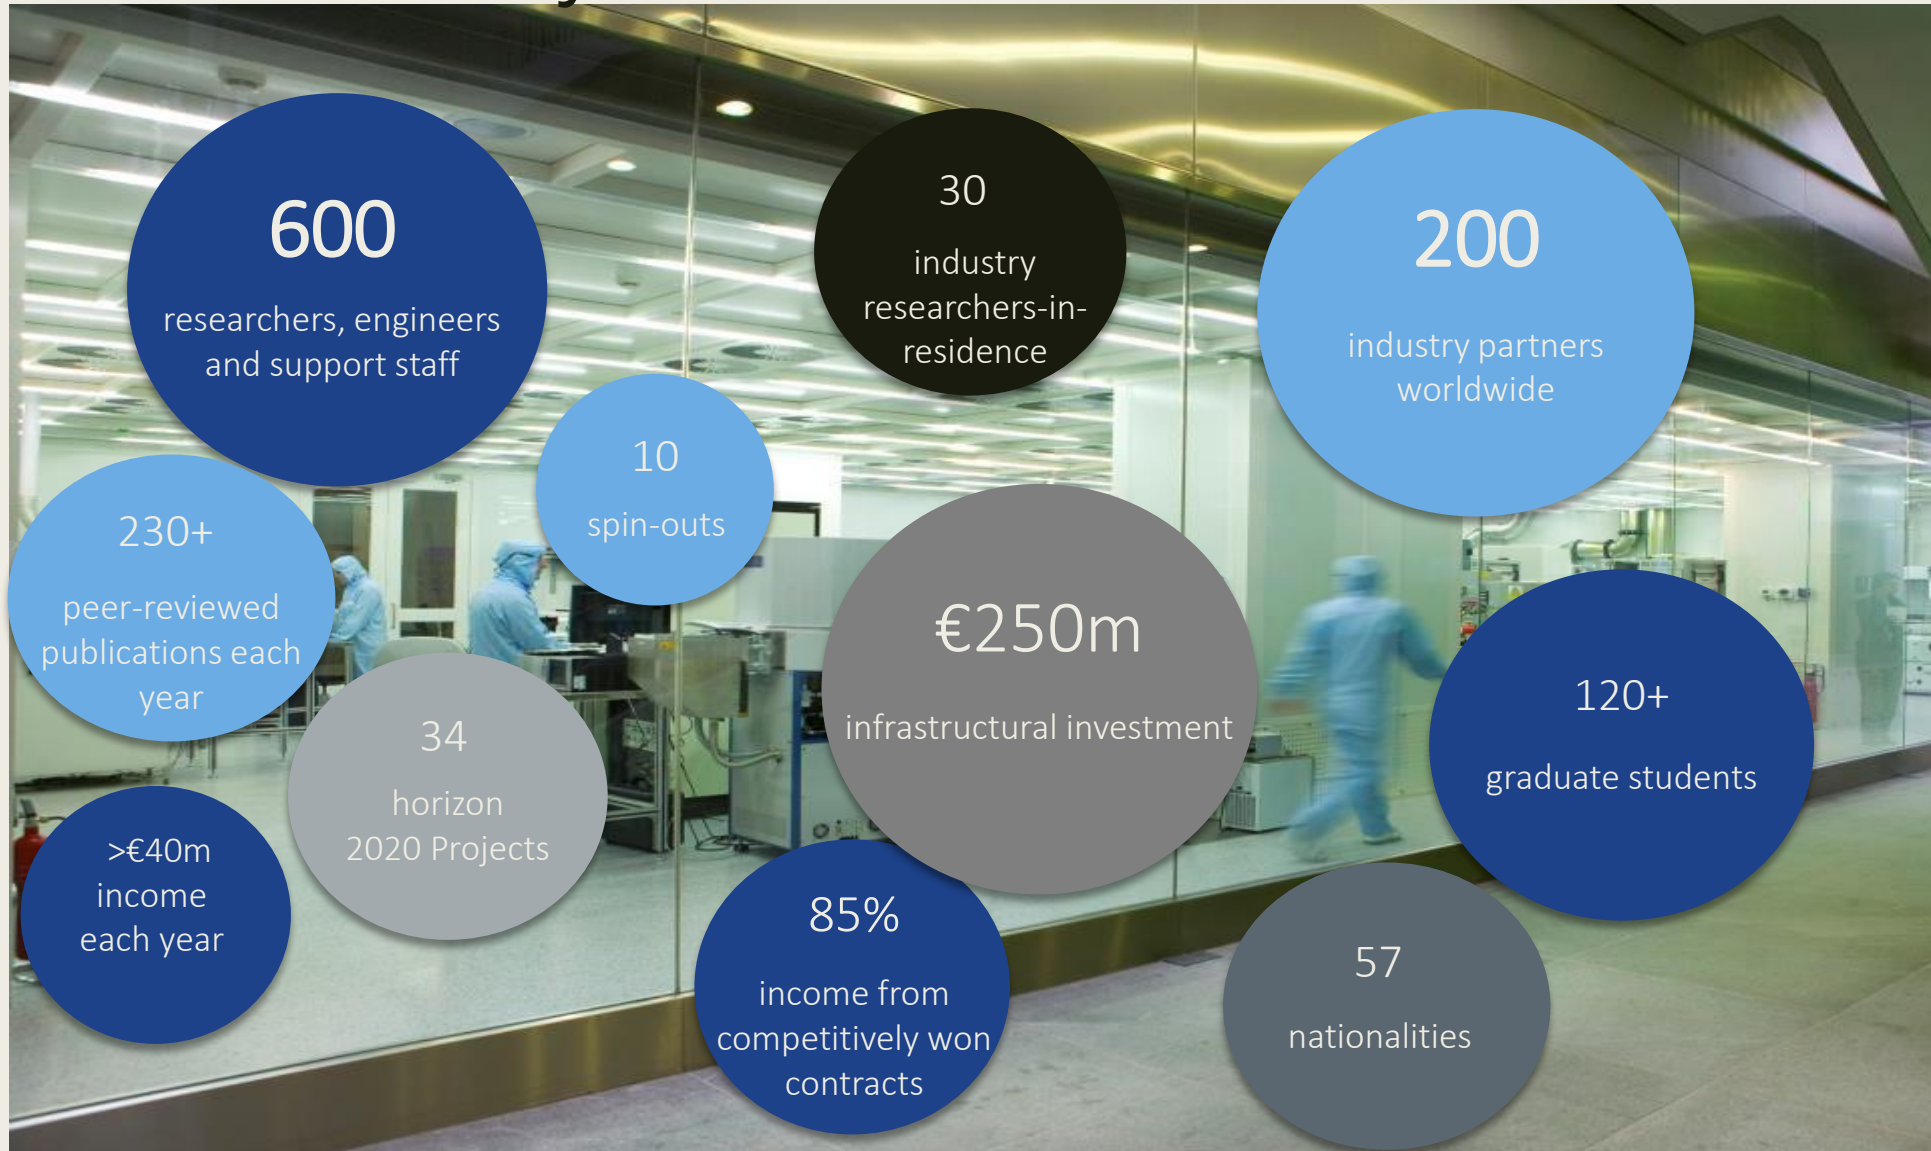 600
researchers, engineers
and support staff
30
industry
researchers-in-
residence
200
industry partners
worldwide
10
spin-outs
230+
peer-reviewed
publications each
year
€250m
infrastructural investment
34
horizon
2020 Projects
120+
graduate students
>€40m
income
each year
85%
income from
competitively won
contracts
57
nationalities